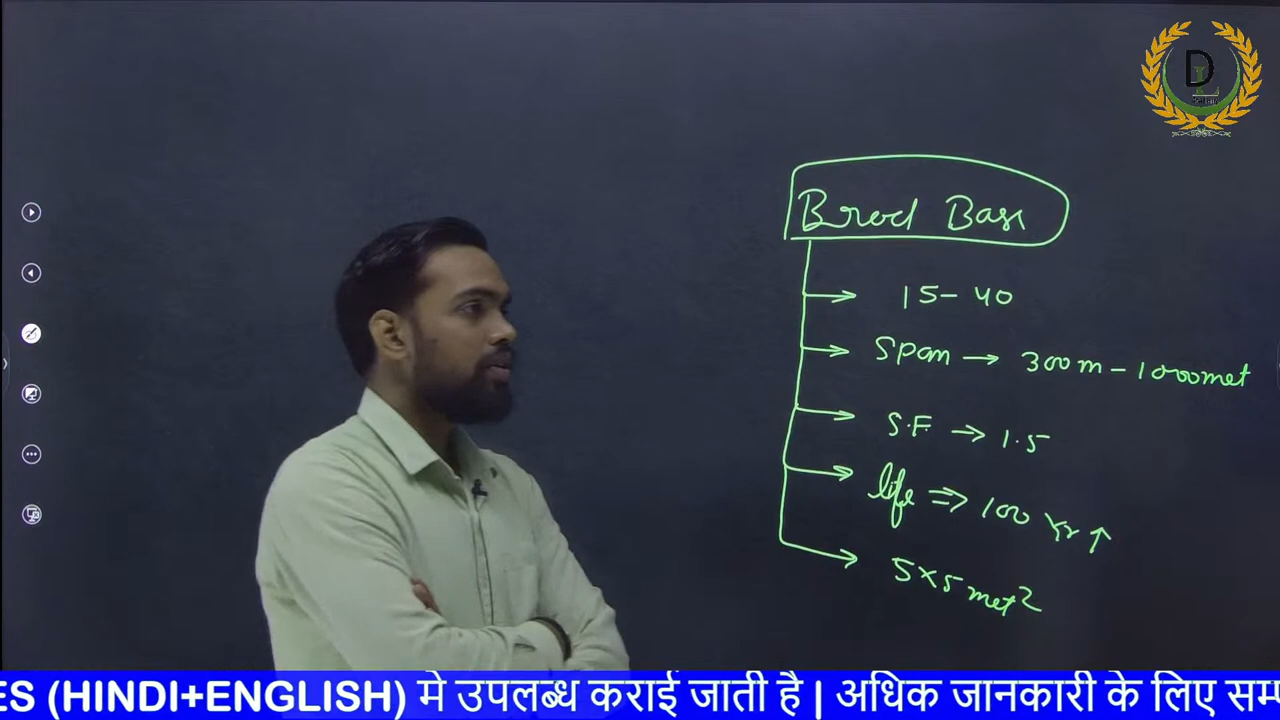 D
Brod Base
15-40
Span → 300m - 1000met
S.F. → 1.5
life ⇒ 100 Yr ↑
5×5 met²
ES (HINDI+ENGLISH) मे उपलब्ध कराई जाती है | अधिक जानकारी के लिए सम